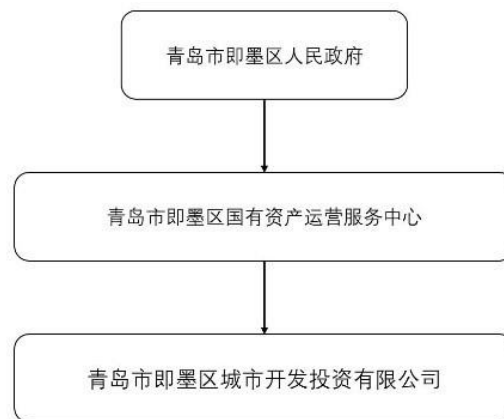 青岛市即墨区人民政府
青岛市即墨区国有资产运营服务中心
青岛市即墨区城市开发投资有限公司